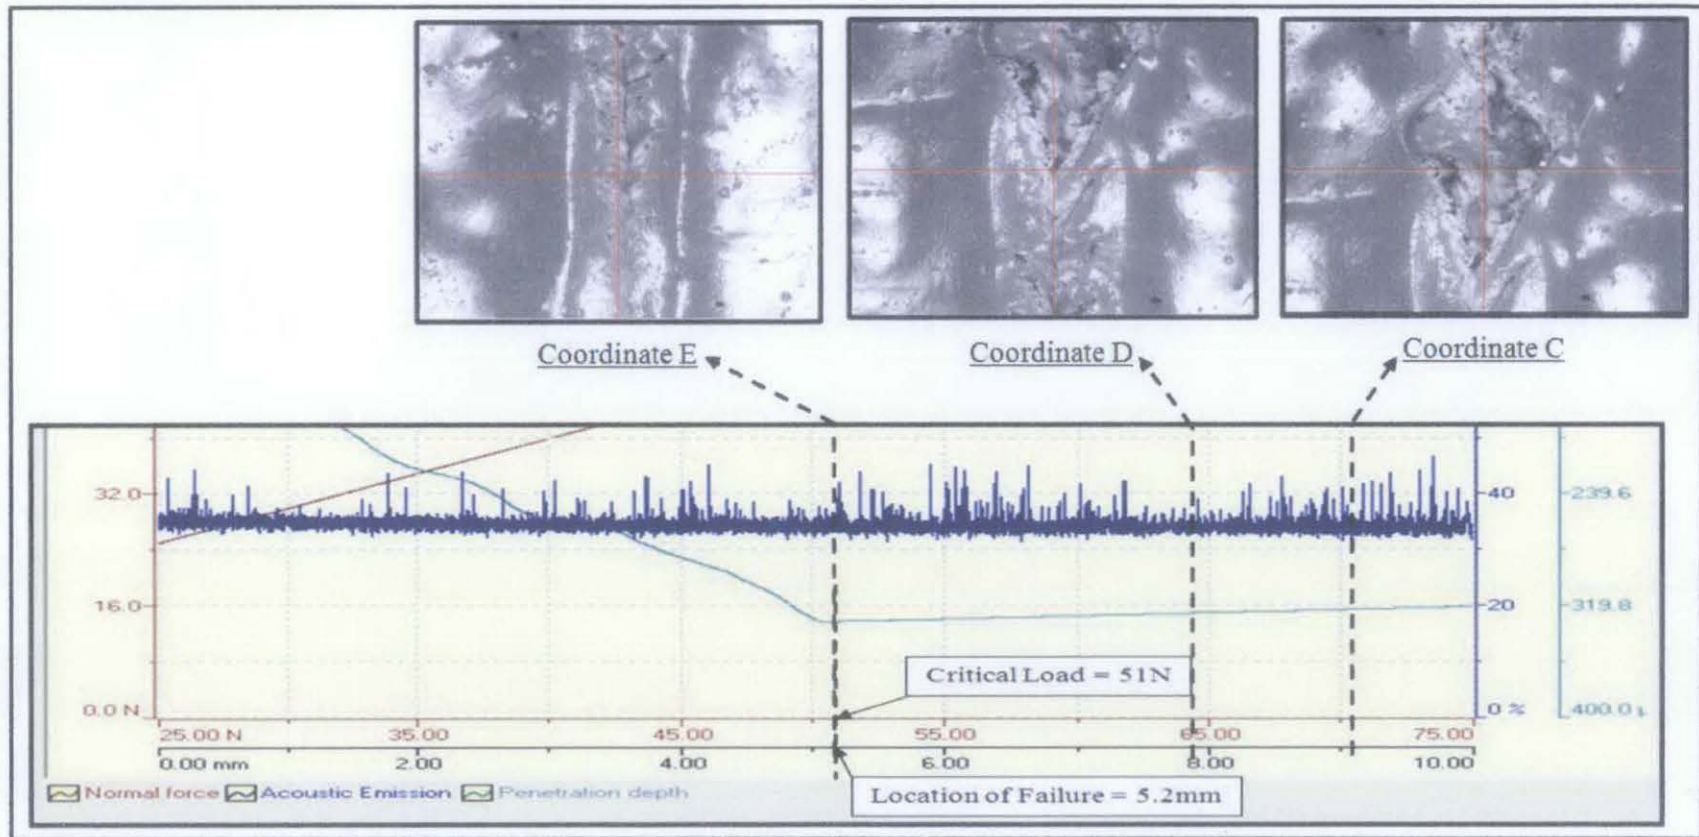 Coordinate E
Coordinate D
Coordinate C
32.0
40
239.6
16.0
20
319.8
Critical Load = 51N
0.0 N
0 %
400.0
25.00 N 35.00 45.00 55.00 65.00 75.00
0.00 mm 2.00 4.00 6.00 8.00 10.00
Normal force Acoustic Emission Penetration depth
Location of Failure = 5.2mm